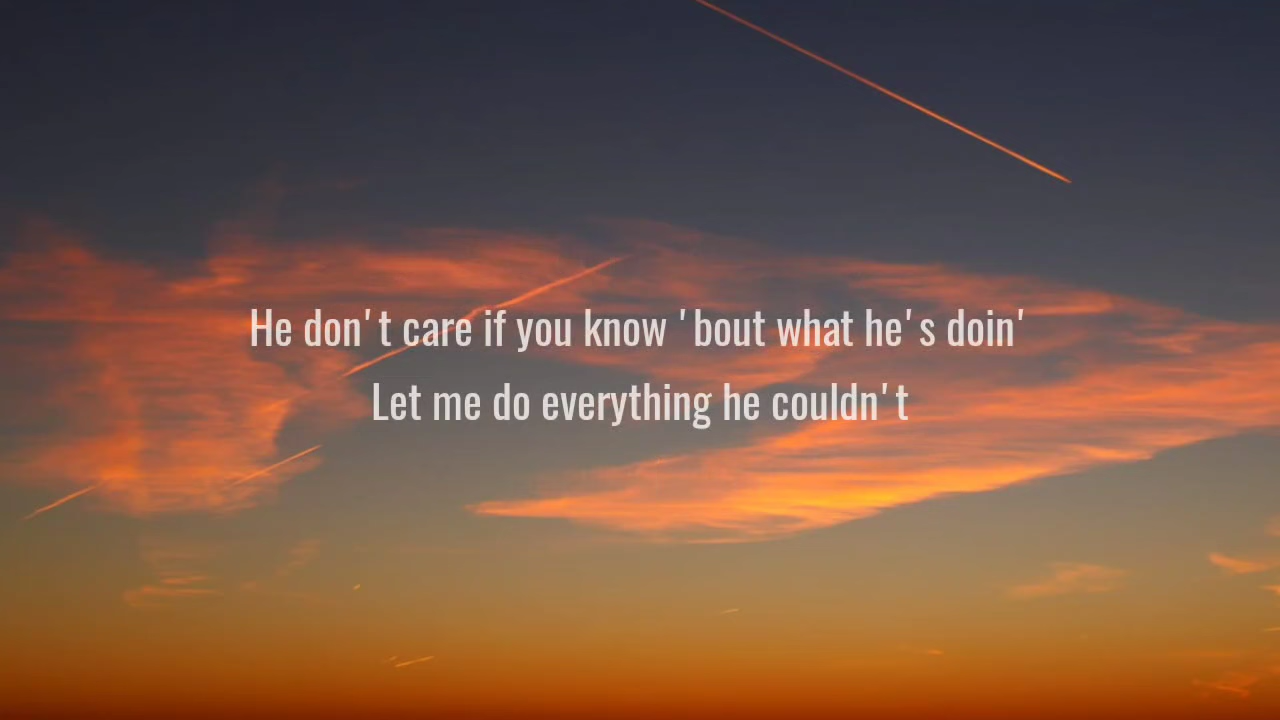 He don't care if you know 'bout what he's doin'
Let me do everything he couldn't